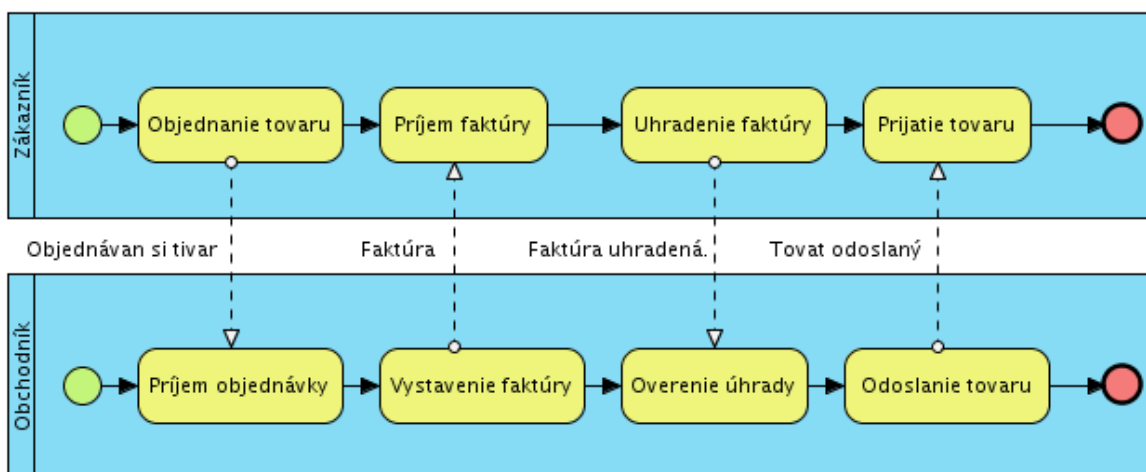 Zákazník
Objednanie tovaru
Príjem faktúry
Uhradenie faktúry
Prijatie tovaru
Objednávan si tivar
Faktúra
Faktúra uhradená.
Tovat odoslaný
Obchodník
Príjem objednávky
Vystavenie faktúry
Overenie úhrady
Odoslanie tovaru